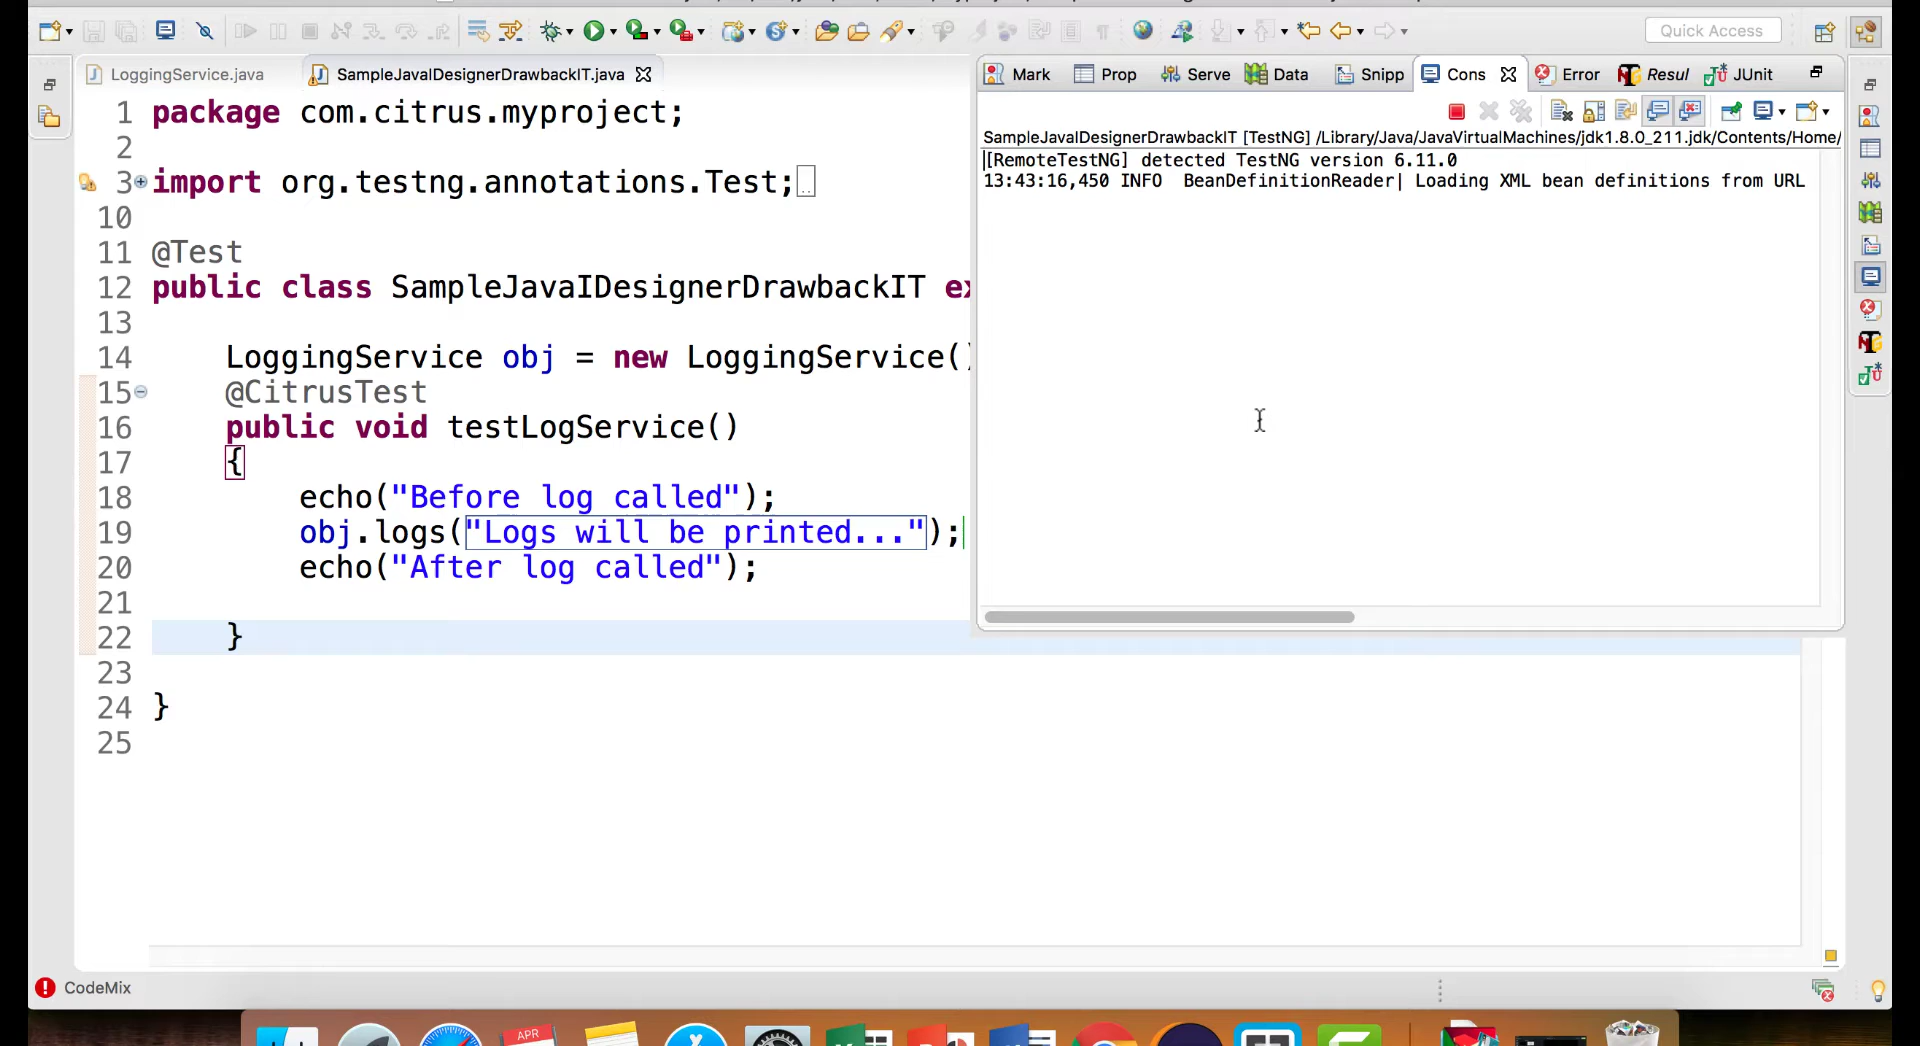 Quick Access
LoggingService.java
SampleJavaIDesignerDrawbackIT.java
Mark
Prop
Serve
Data
Snipp
Cons
Error
Resul
JUnit
1 package com.citrus.myproject;
2
3 import org.testng.annotations.Test;
10
11 @Test
12 public class SampleJavaIDesignerDrawbackIT ex
13
14 LoggingService obj = new LoggingService()
15 @CitrusTest
16 public void testLogService()
17 {
18 echo("Before log called");
19 obj.logs("Logs will be printed...");
20 echo("After log called");
21
22 }
23
24 }
25
SampleJavaIDesignerDrawbackIT [TestNG] /Library/Java/JavaVirtualMachines/jdk1.8.0_211.jdk/Contents/Home/
[RemoteTestNG] detected TestNG version 6.11.0
13:43:16,450 INFO BeanDefinitionReader| Loading XML bean definitions from URL
CodeMix
APR